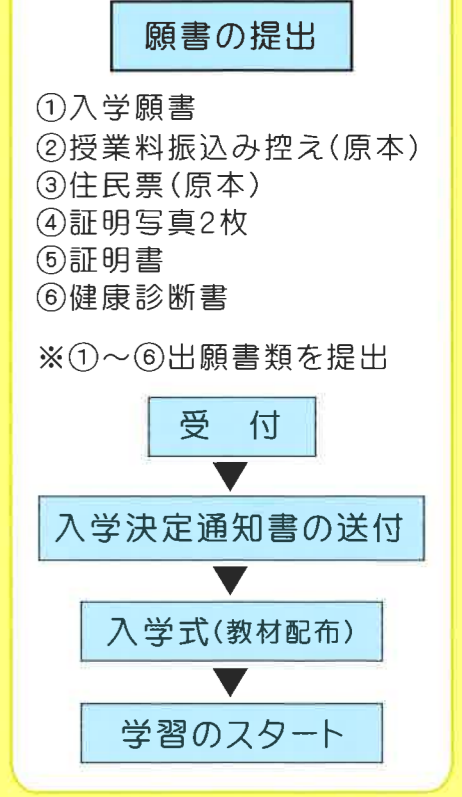 願書の提出
①入学願書
②授業料振込み控え(原本)
③住民票(原本)
④証明写真2枚
⑤証明書
⑥健康診断書
※①～⑥出願書類を提出
受　付
▼
入学決定通知書の送付
▼
入学式(教材配布)
▼
学習のスタート